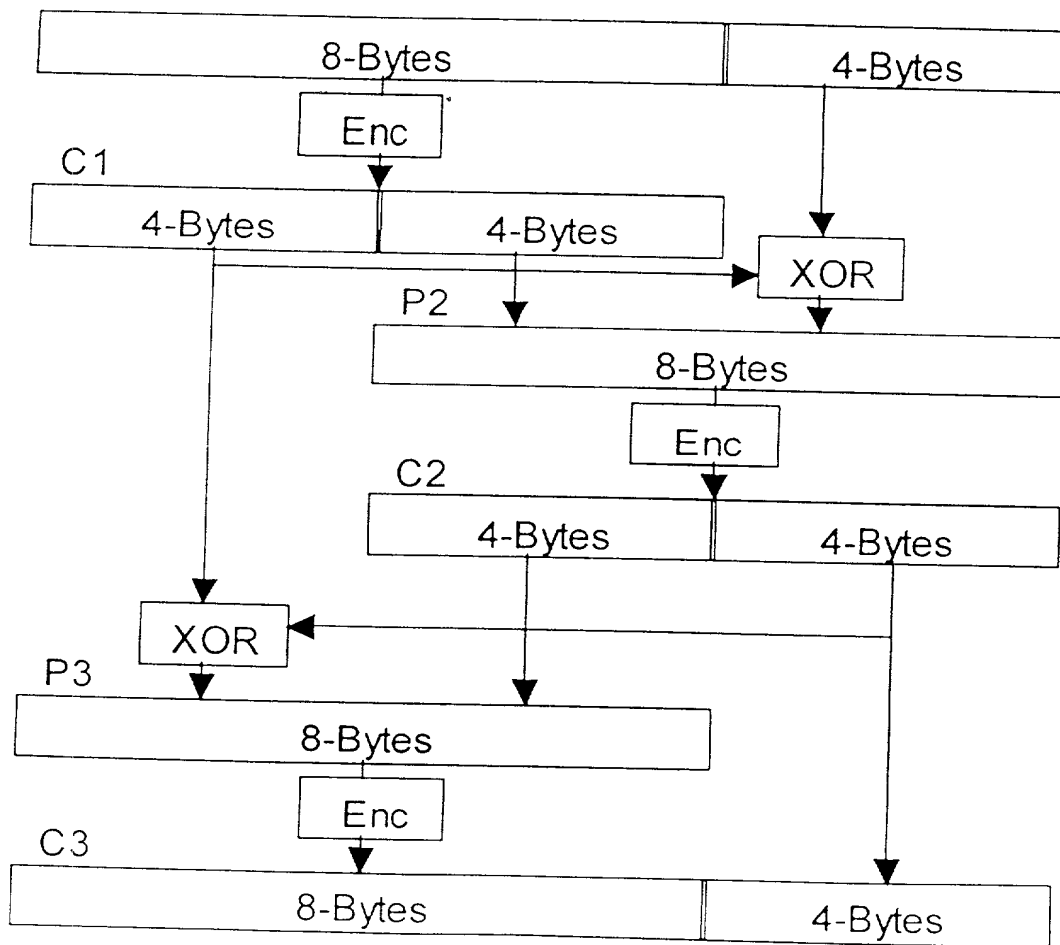 8-Bytes 4-Bytes
Enc
C1
4-Bytes 4-Bytes
XOR
P2
8-Bytes
Enc
C2
4-Bytes 4-Bytes
XOR
P3
8-Bytes
Enc
C3
8-Bytes 4-Bytes